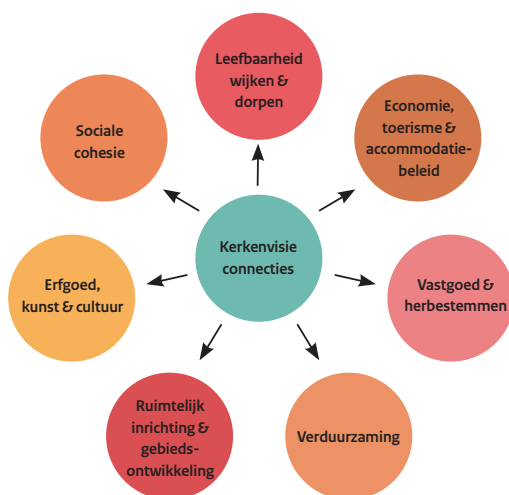 Leefbaarheid
wijken &
dorpen
Economie,
toerisme &
accommodatie-
beleid
Sociale
cohesie
Kerkenvisie
connecties
Erfgoed,
kunst & cultuur
Vastgoed &
herbestemmen
Ruimtelijk
inrichting &
gebieds-
ontwikkeling
Verduurzaming